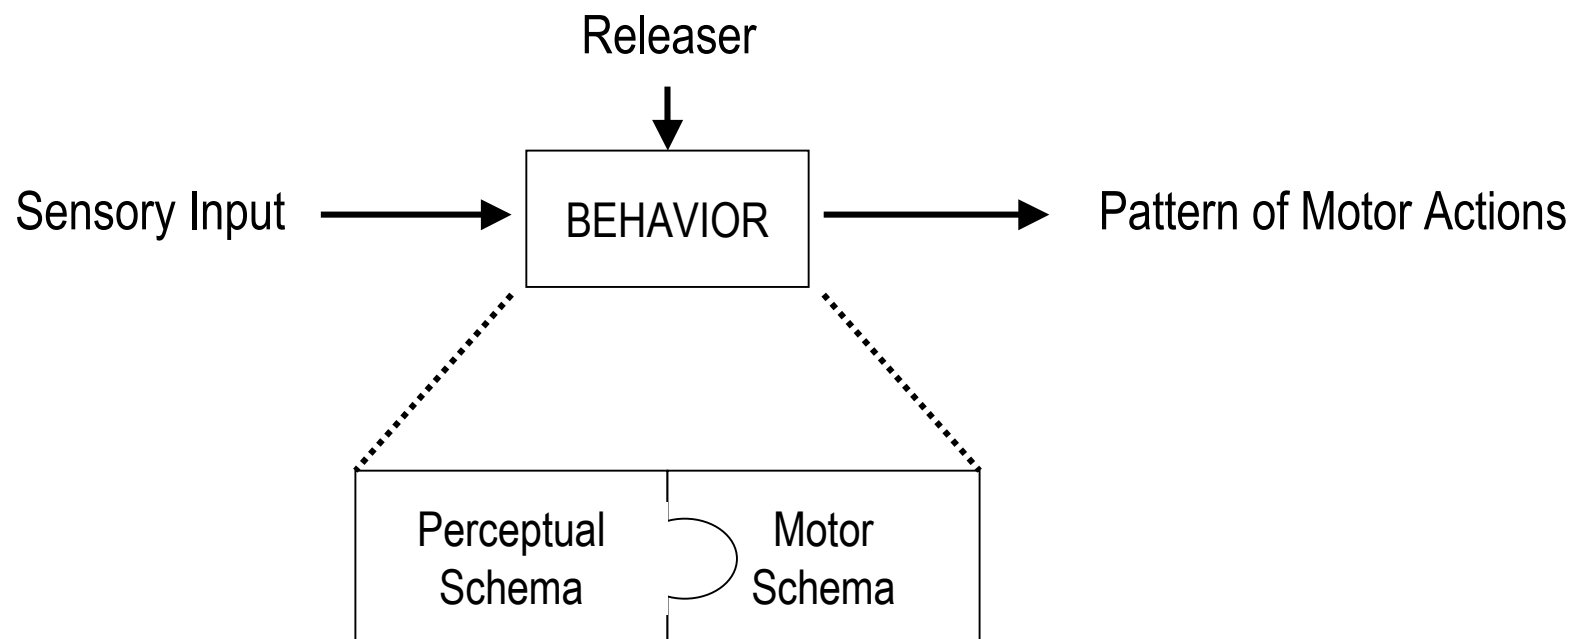 Releaser
Sensory Input
BEHAVIOR
Pattern of Motor Actions
Perceptual
Schema
Motor
Schema